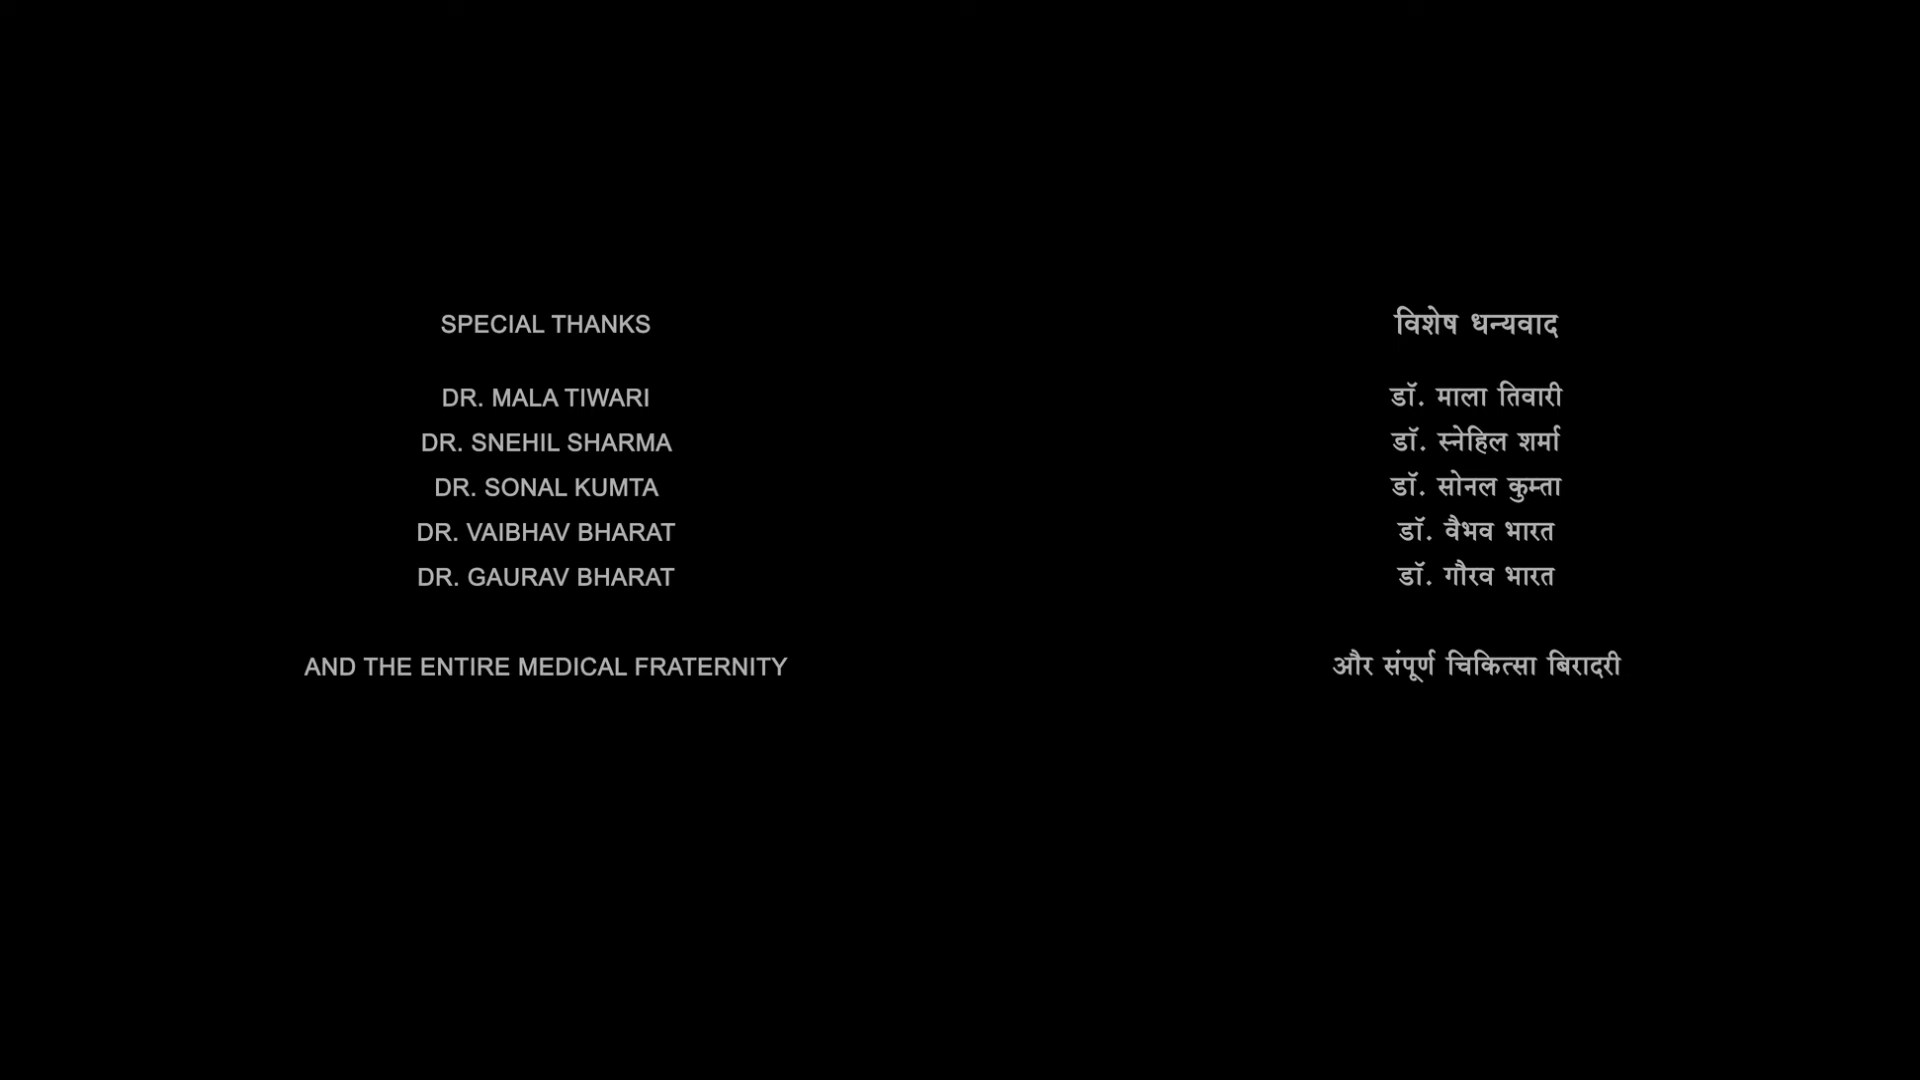 SPECIAL THANKS
DR. MALA TIWARI
DR. SNEHIL SHARMA
DR. SONAL KUMTA
DR. VAIBHAV BHARAT
DR. GAURAV BHARAT
AND THE ENTIRE MEDICAL FRATERNITY
विशेष धन्यवाद
डॉ. माला तिवारी
डॉ. स्नेहिल शर्मा
डॉ. सोनल कुम्ता
डॉ. वैभव भारत
डॉ. गौरव भारत
और संपूर्ण चिकित्सा बिरादरी